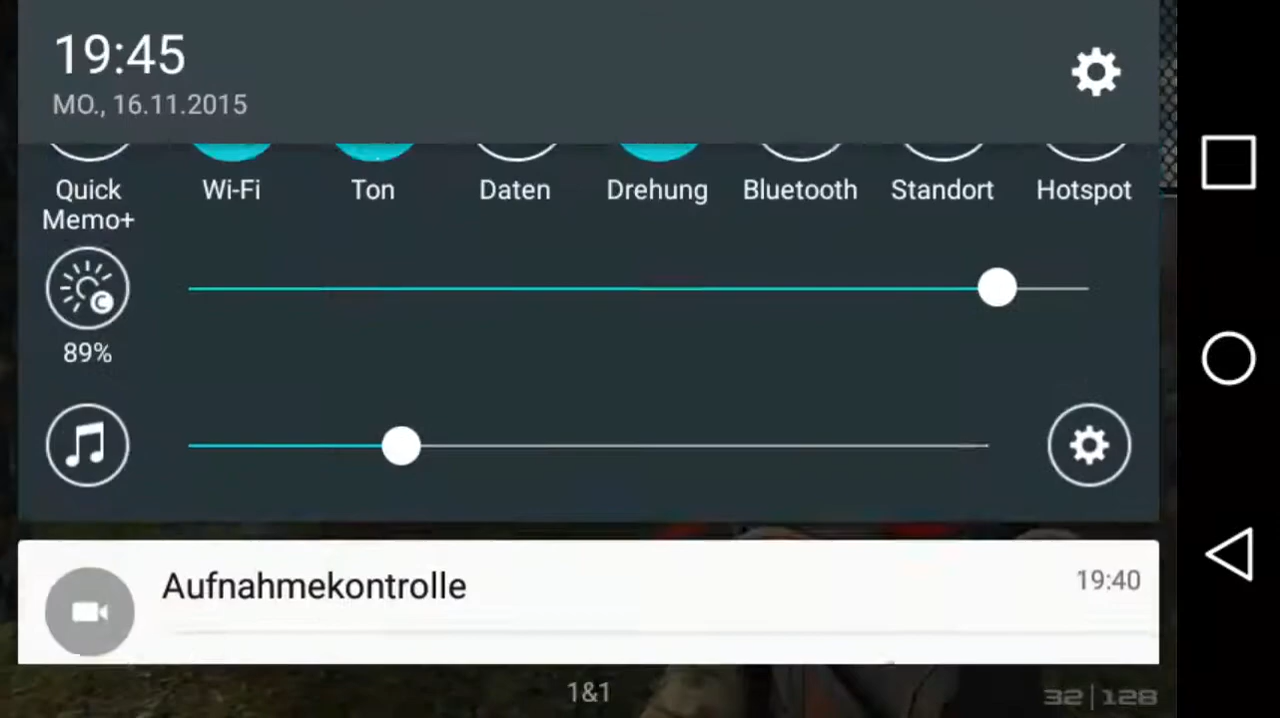 19:45
MO., 16.11.2015
Quick Memo+
Wi-Fi
Ton
Daten
Drehung
Bluetooth
Standort
Hotspot
89%
Aufnahmekontrolle
19:40
1&1
32|128